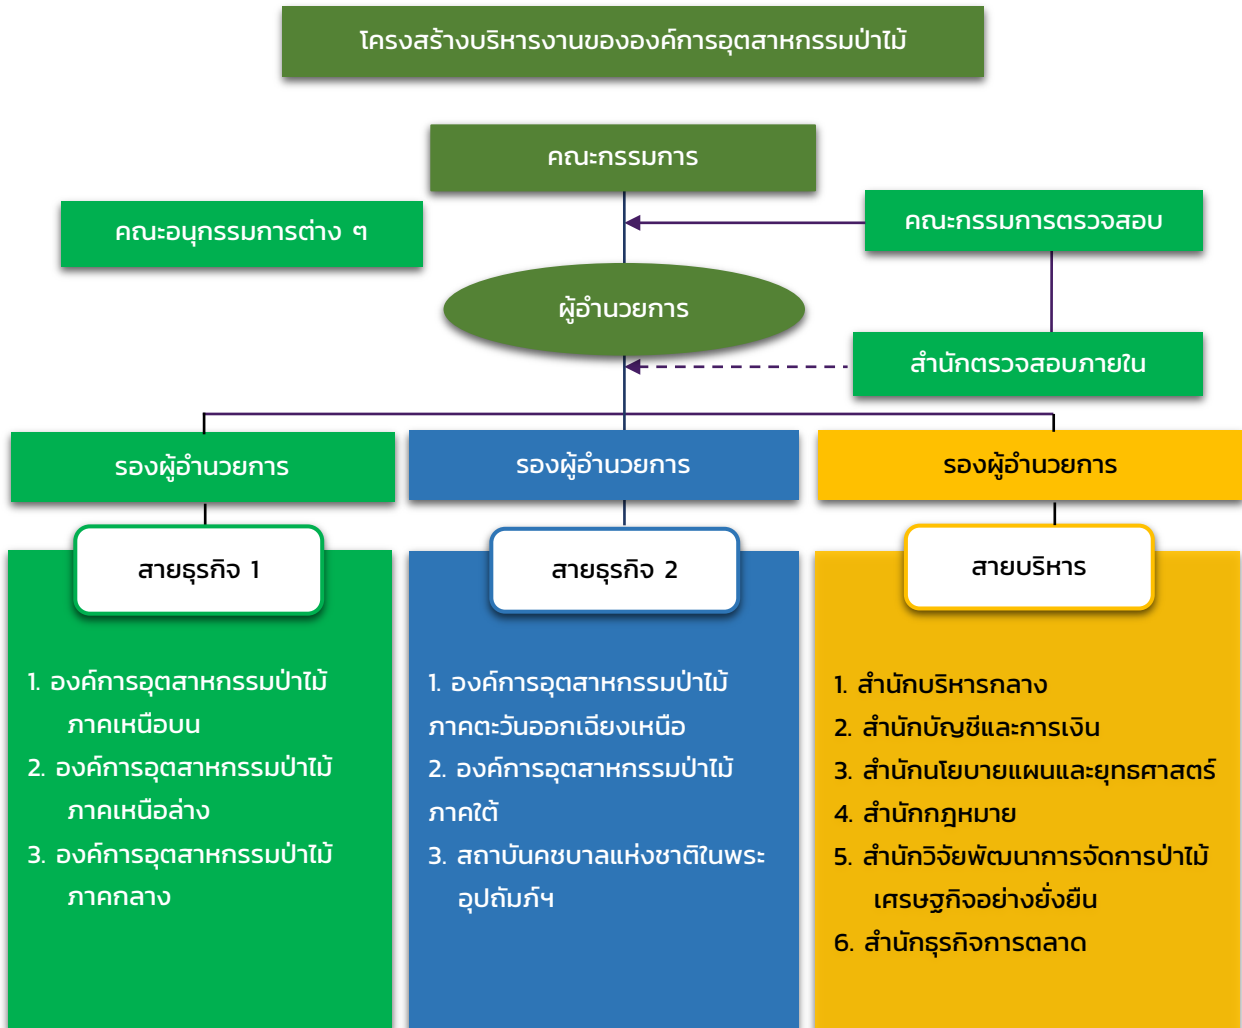 โครงสร้างบริหารงานขององค์การอุตสาหกรรมป่าไม้
คณะกรรมการ
คณะอนุกรรมการต่าง ๆ
คณะกรรมการตรวจสอบ
ผู้อำนวยการ
สำนักตรวจสอบภายใน
รองผู้อำนวยการ
สายธุรกิจ 1
1. องค์การอุตสาหกรรมป่าไม้
ภาคเหนือบน
2. องค์การอุตสาหกรรมป่าไม้
ภาคเหนือล่าง
3. องค์การอุตสาหกรรมป่าไม้
ภาคกลาง
รองผู้อำนวยการ
สายธุรกิจ 2
1. องค์การอุตสาหกรรมป่าไม้
ภาคตะวันออกเฉียงเหนือ
2. องค์การอุตสาหกรรมป่าไม้
ภาคใต้
3. สถาบันคชบาลแห่งชาติในพระ
อุปถัมภ์ฯ
รองผู้อำนวยการ
สายบริหาร
1. สำนักบริหารกลาง
2. สำนักบัญชีและการเงิน
3. สำนักนโยบายแผนและยุทธศาสตร์
4. สำนักกฎหมาย
5. สำนักวิจัยพัฒนาการจัดการป่าไม้
เศรษฐกิจอย่างยั่งยืน
6. สำนักธุรกิจการตลาด